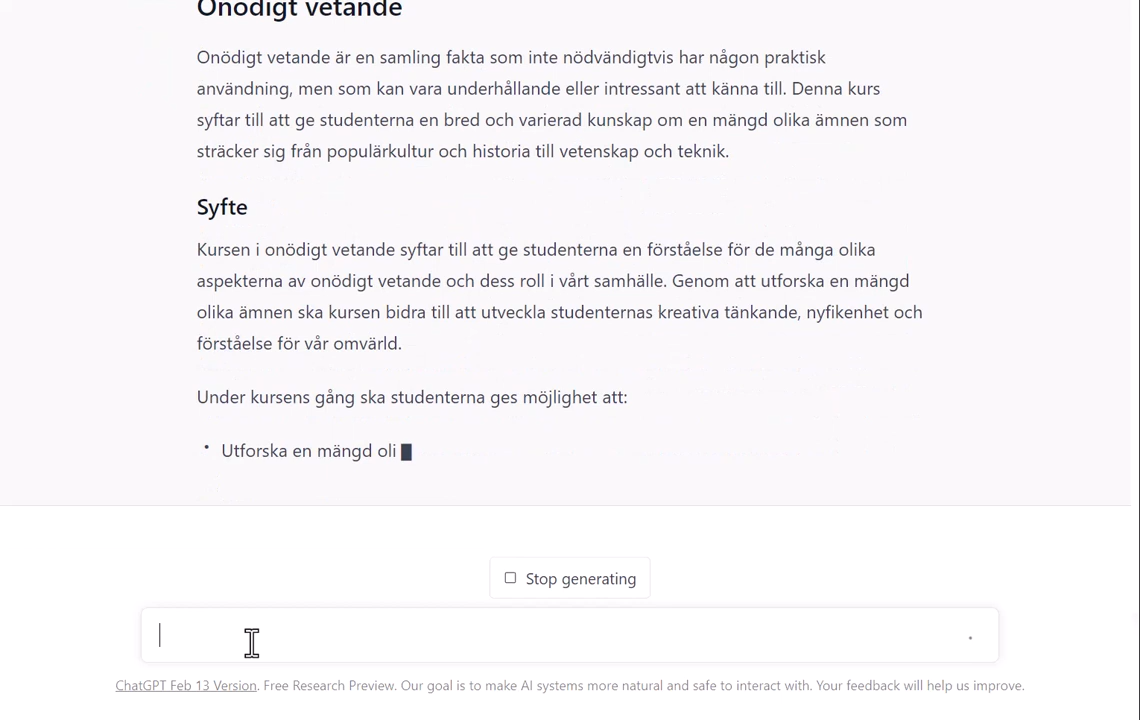 Onödigt vetande
Onödigt vetande är en samling fakta som inte nödvändigtvis har någon praktisk
användning, men som kan vara underhållande eller intressant att känna till. Denna kurs
syftar till att ge studenterna en bred och varierad kunskap om en mängd olika ämnen som
sträcker sig från populärkultur och historia till vetenskap och teknik.
Syfte
Kursen i onödigt vetande syftar till att ge studenterna en förståelse för de många olika
aspekterna av onödigt vetande och dess roll i vårt samhälle. Genom att utforska en mängd
olika ämnen ska kursen bidra till att utveckla studenternas kreativa tänkande, nyfikenhet och
förståelse för vår omvärld.
Under kursens gång ska studenterna ges möjlighet att:
• Utforska en mängd oli
Stop generating
ChatGPT Feb 13 Version. Free Research Preview. Our goal is to make AI systems more natural and safe to interact with. Your feedback will help us improve.